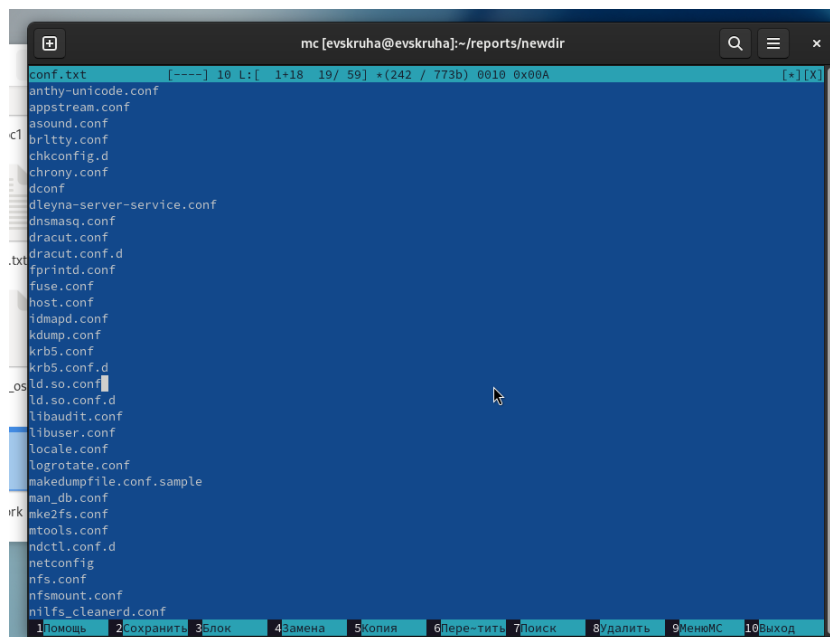 mc [evskruha@evskruha]:~/reports/newdir
conf.txt [----] 10 L:[ 1+18 19/ 59] *(242 / 773b) 0010 0x00A [*][X]
anthy-unicode.conf
appstream.conf
asound.conf
brltty.conf
chkconfig.d
chrony.conf
dconf
dleyna-server-service.conf
dnsmasq.conf
dracut.conf
dracut.conf.d
fprintd.conf
fuse.conf
host.conf
idmapd.conf
kdump.conf
krb5.conf
krb5.conf.d
ld.so.conf
ld.so.conf.d
libaudit.conf
libuser.conf
locale.conf
logrotate.conf
makedumpfile.conf.sample
man_db.conf
mke2fs.conf
mtools.conf
ndctl.conf.d
netconfig
nfs.conf
nfsmount.conf
nilfs_cleanerd.conf
1Помощь 2Сохранить 3Блок 4Замена 5Копия 6Пере~тить 7Поиск 8Удалить 9МенюMC 10Выход
с1
.txt
_os
ork